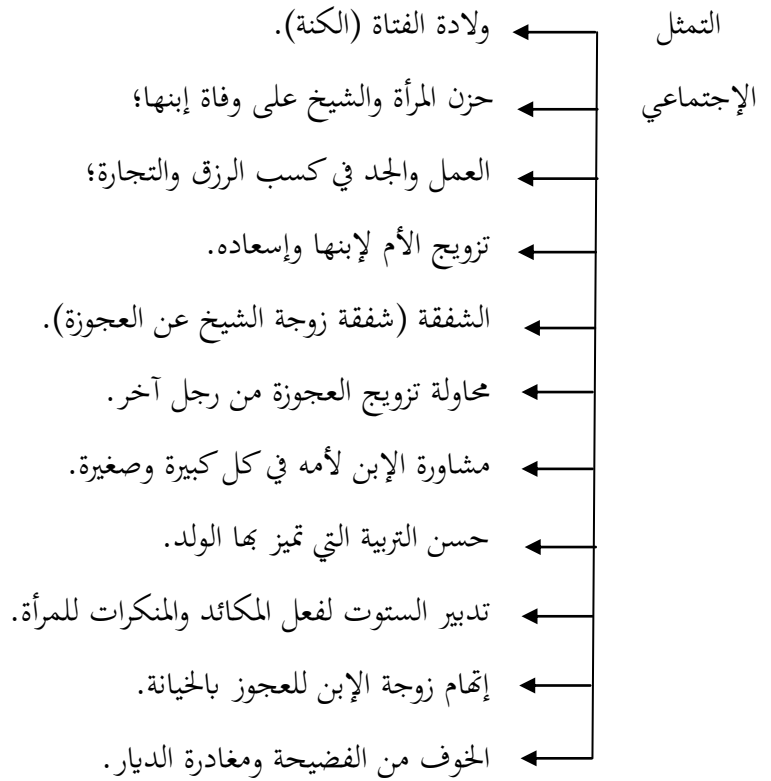 التمثل
ولادة الفتاة (الكنة).
الإجتماعي
حزن المرأة والشيخ على وفاة إبنها؛
العمل والجد في كسب الرزق والتجارة؛
تزويج الأم لإبنها وإسعاده.
الشفقة (شفقة زوجة الشيخ عن العجوزة).
محاولة تزويج العجوزة من رجل آخر.
مشاورة الإبن لأمه في كل كبيرة وصغيرة.
حسن التربية التي تميز بها الولد.
تدبير الستوت لفعل المكائد والمنكرات للمرأة.
إتهام زوجة الإبن للعجوز بالخيانة.
الخوف من الفضيحة ومغادرة الديار.